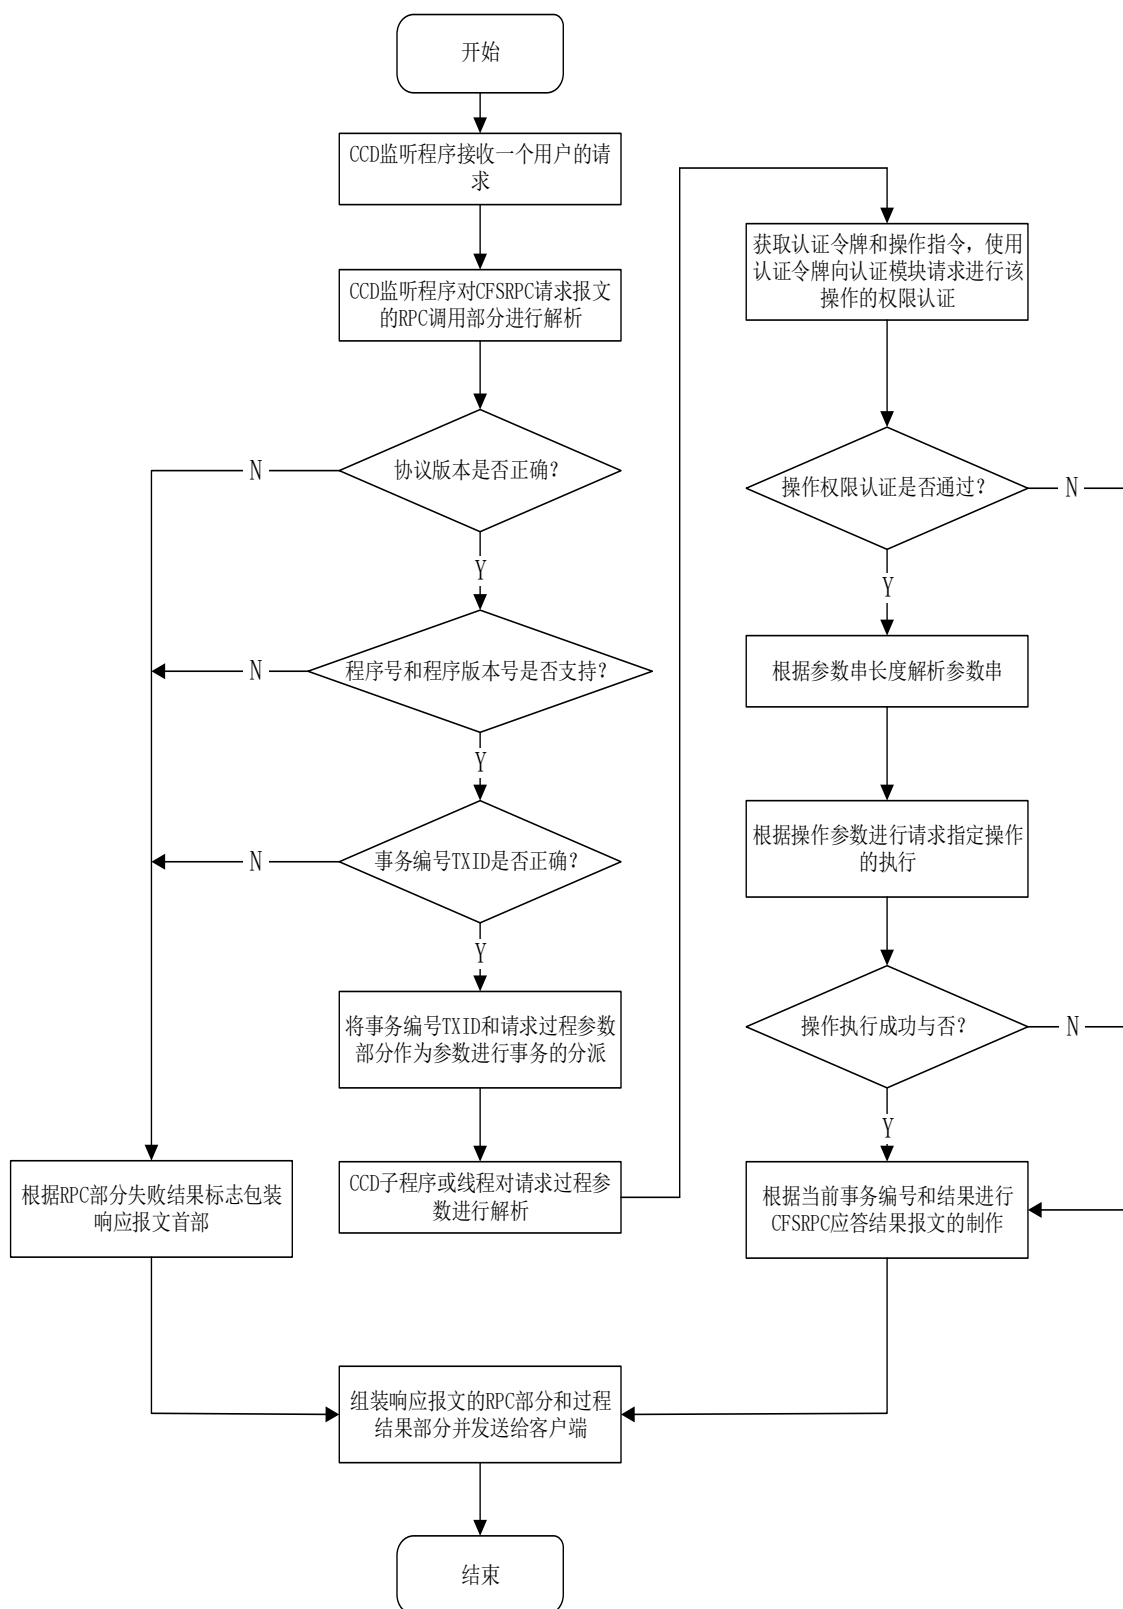 开始
CCD监听程序接收一个用户的请
求
CCD监听程序对CFSRPC请求报文
的RPC调用部分进行解析
协议版本是否正确?
N
Y
程序号和程序版本号是否支持?
N
Y
事务编号TXID是否正确?
N
Y
将事务编号TXID和请求过程参数
部分作为参数进行事务的分派
CCD子程序或线程对请求过程参
数进行解析
根据RPC部分失败结果标志包装
响应报文首部
获取认证令牌和操作指令，使用
认证令牌向认证模块请求进行该
操作的权限认证
操作权限认证是否通过?
N
Y
根据参数串长度解析参数串
根据操作参数进行请求指定操作
的执行
操作执行成功与否?
N
Y
根据当前事务编号和结果进行
CFSRPC应答结果报文的制作
组装响应报文的RPC部分和过程
结果部分并发送给客户端
结束